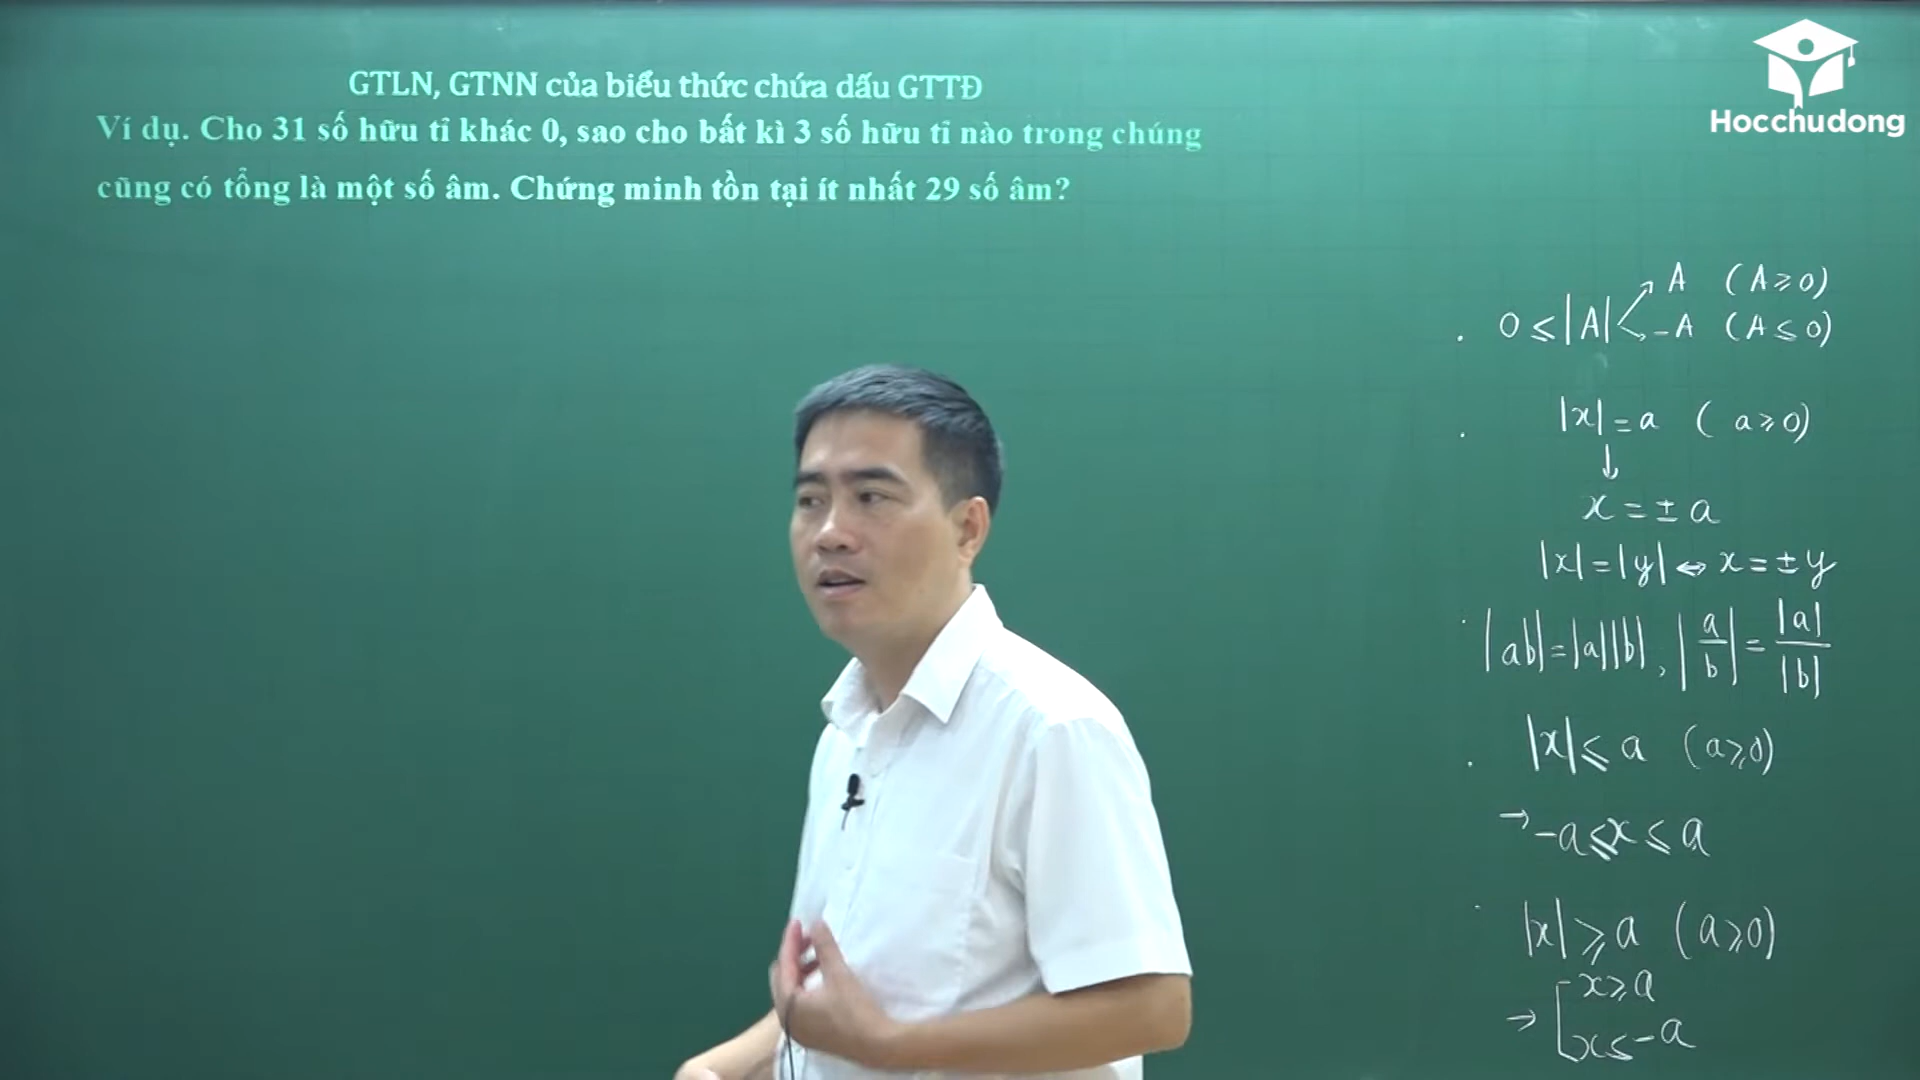 GTLN, GTNN của biểu thức chứa dấu GTTĐ
Ví dụ. Cho 31 số hữu tỉ khác 0, sao cho bất kì 3 số hữu tỉ nào trong chúng
cũng có tổng là một số âm. Chứng minh tồn tại ít nhất 29 số âm?
Hocchudong
A (A ≥ 0)
. 0 ≤ |A|
-A (A ≤ 0)
. |x| = a ( a ≥ 0)
↓
x = ± a
|x| = |y| ↔ x = ± y
. |ab| = |a||b| , |a/b| = |a|/|b|
. |x| ≤ a (a ≥ 0)
→ -a ≤ x ≤ a
. |x| ≥ a (a ≥ 0)
→ [ x ≥ a
x ≤ -a